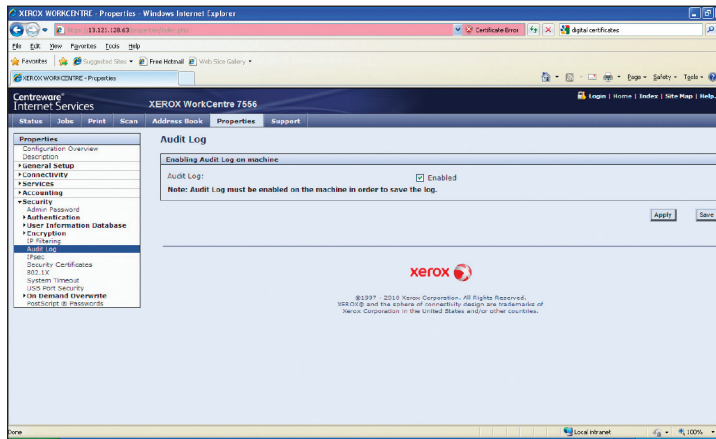 XEROX WORKCENTRE - Properties - Windows Internet Explorer
13.121.128.63
Certificate Error
digital certificates
File Edit View Favorites Tools Help
Favorites Suggested Sites Free Hotmail Web Slice Gallery
XEROX WORKCENTRE - Properties
Page Safety Tools
Centreware®
Internet Services
XEROX WorkCentre 7556
Login | Home | Index | Site Map | Help
Status Jobs Print Scan Address Book Properties Support
Properties
Configuration Overview
Description
General Setup
Connectivity
Services
Accounting
Security
Admin Password
Authentication
User Information Database
Encryption
IP Filtering
Audit Log
IPsec
Security Certificates
802.1X
System Timeout
USB Port Security
On Demand Overwrite
PostScript ® Passwords
Audit Log
Enabling Audit Log on machine
Audit Log:
Enabled
Note: Audit Log must be enabled on the machine in order to save the log.
Apply Save
xerox
©1997 - 2010 Xerox Corporation. All Rights Reserved.
XEROX® and the sphere of connectivity design are trademarks of
Xerox Corporation in the United States and/or other countries.
Done
Local intranet
100%